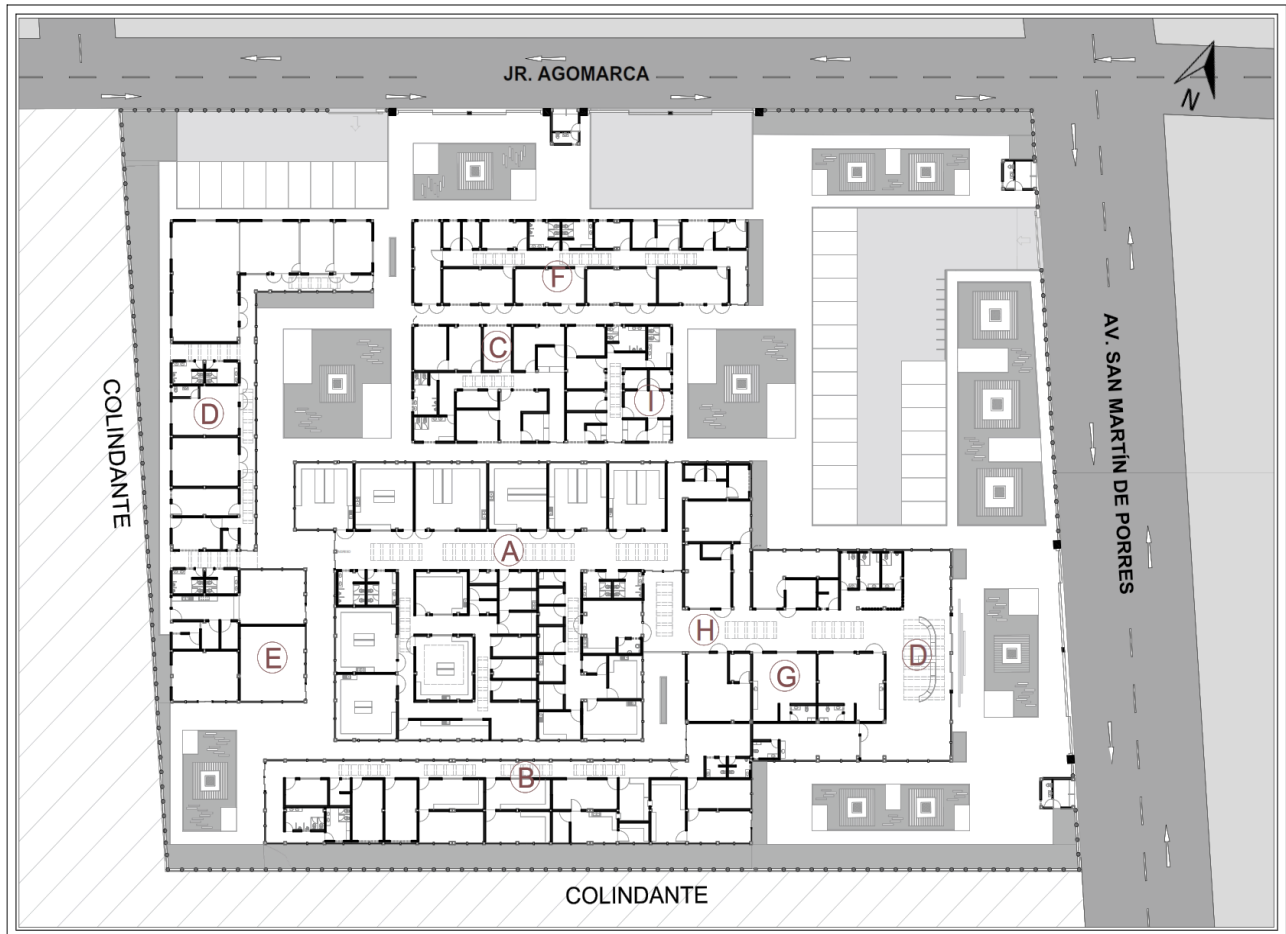 JR. AGOMARCA
N
F
C
I
D
COLINDANTE
AV. SAN MARTÍN DE PORRES
A
H
E
G
D
B
COLINDANTE